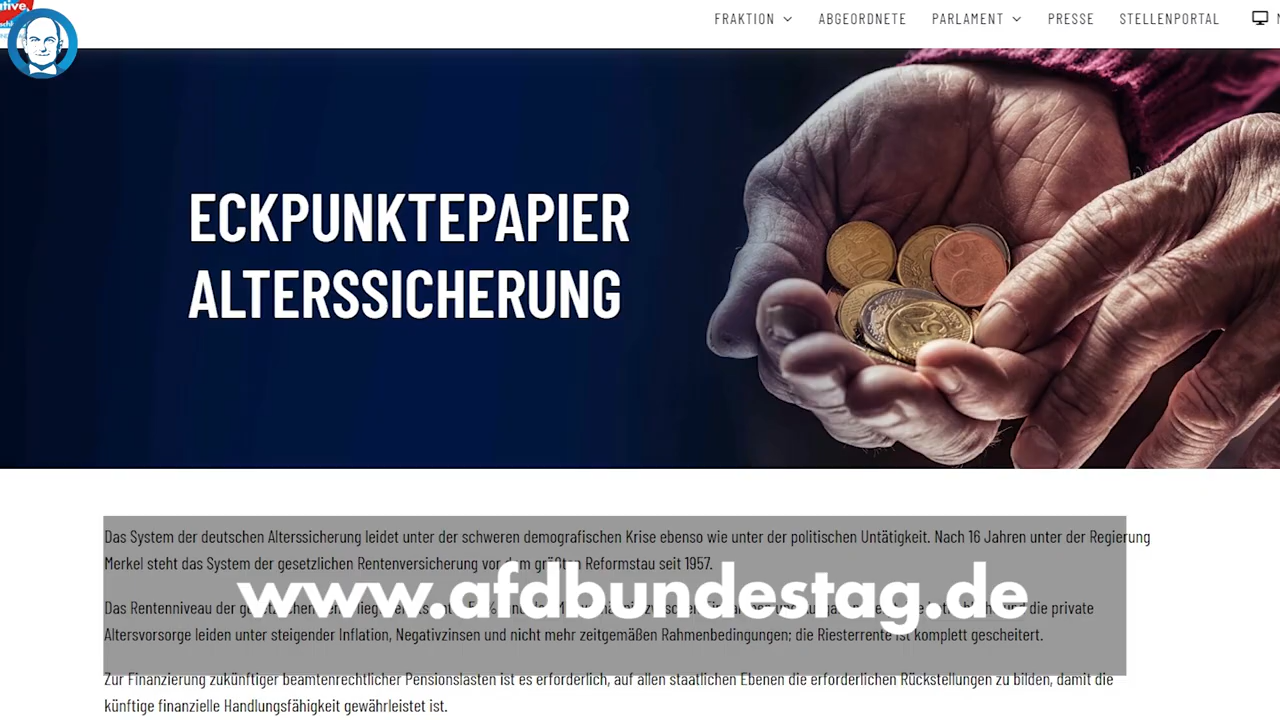 FRAKTION ABGEORDNETE PARLAMENT PRESSE STELLENPORTAL
ECKPUNKTEPAPIER
ALTERSSICHERUNG
Das System der deutschen Alterssicherung leidet unter der schweren demografischen Krise ebenso wie unter der politischen Untätigkeit. Nach 16 Jahren unter der Regierung
Merkel steht das System der gesetzlichen Rentenversicherung vor dem größten Reformstau seit 1957.
www.afdbundestag.de
Das Rentenniveau der die private
Altersvorsorge leiden unter steigender Inflation, Negativzinsen und nicht mehr zeitgemäßen Rahmenbedingungen; die Riesterrente ist komplett gescheitert.
Zur Finanzierung zukünftiger beamtenrechtlicher Pensionslasten ist es erforderlich, auf allen staatlichen Ebenen die erforderlichen Rückstellungen zu bilden, damit die
künftige finanzielle Handlungsfähigkeit gewährleistet ist.